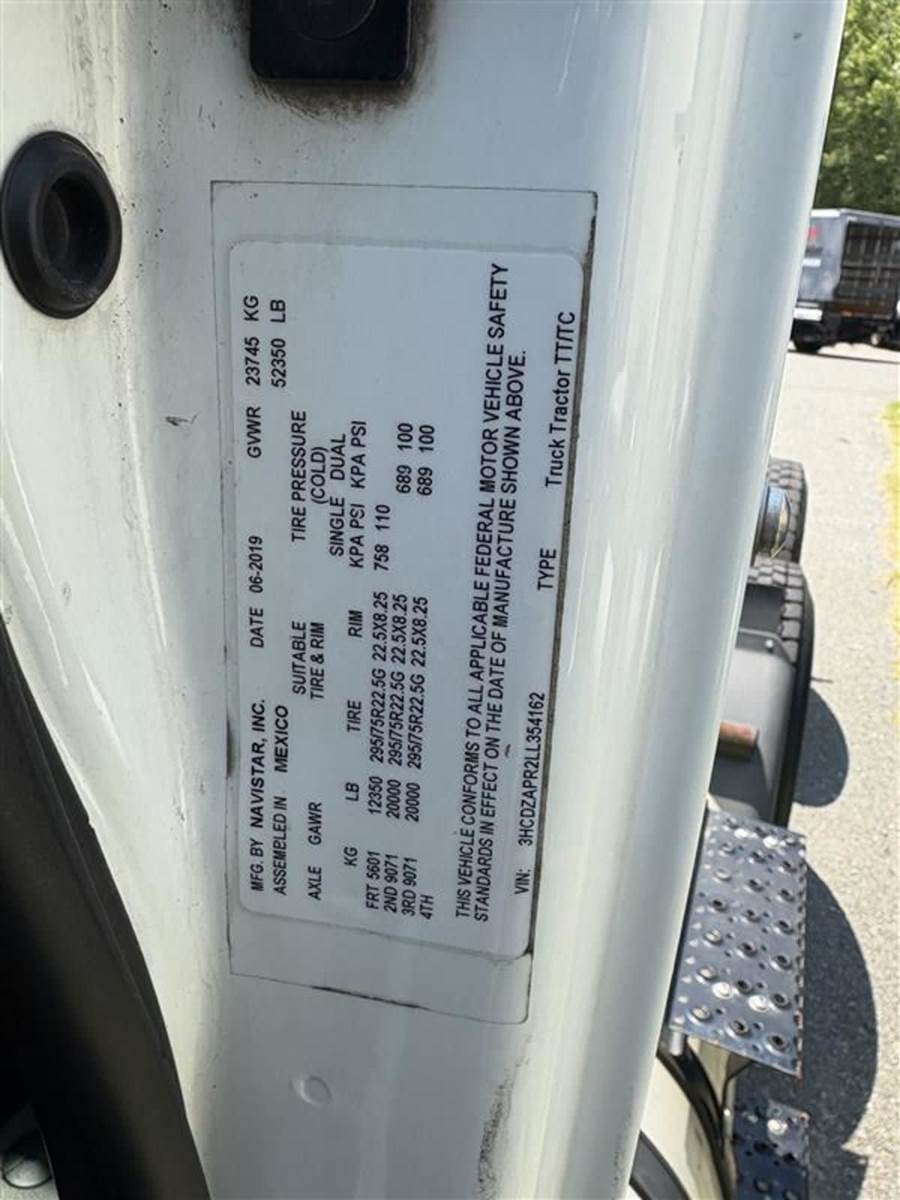 MFG. BY NAVISTAR, INC. DATE 06-2019 GVWR 23745 KG
ASSEMBLED IN MEXICO 52350 LB
SUITABLE TIRE PRESSURE
AXLE GAWR TIRE & RIM (COLD)
SINGLE DUAL
KG LB TIRE RIM KPA PSI KPA PSI
FRT 5601 12350 295/75R22.5G 22.5X8.25 758 110
2ND 9071 20000 295/75R22.5G 22.5X8.25 689 100
3RD 9071 20000 295/75R22.5G 22.5X8.25 689 100
4TH
THIS VEHICLE CONFORMS TO ALL APPLICABLE FEDERAL MOTOR VEHICLE SAFETY
STANDARDS IN EFFECT ON THE DATE OF MANUFACTURE SHOWN ABOVE.
VIN: 3HCDZAPR2LL354162 TYPE Truck Tractor TT/TC